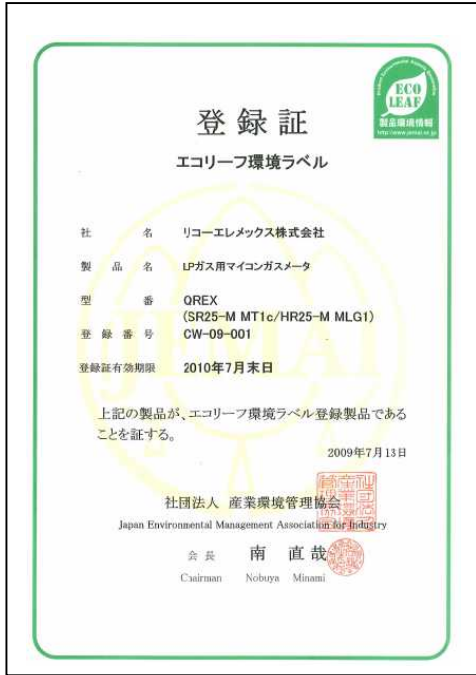 ECO
LEAF
製品環境情報
http://www.jemai.or.jp
登録証
エコリーフ環境ラベル
社 名 リコーエレメックス株式会社
製品名 LPガス用マイコンガスメータ
型 番 QREX
(SR25-M MT1c/HR25-M MLG1)
登録番号 CW-09-001
登録証有効期限 2010年7月末日
JEMAI
上記の製品が、エコリーフ環境ラベル登録製品である
ことを証する。
2009年7月13日
社団法人 産業環境管理協会
Japan Environmental Management Association for Industry
会長 南 直哉
Chairman Nobuya Minami